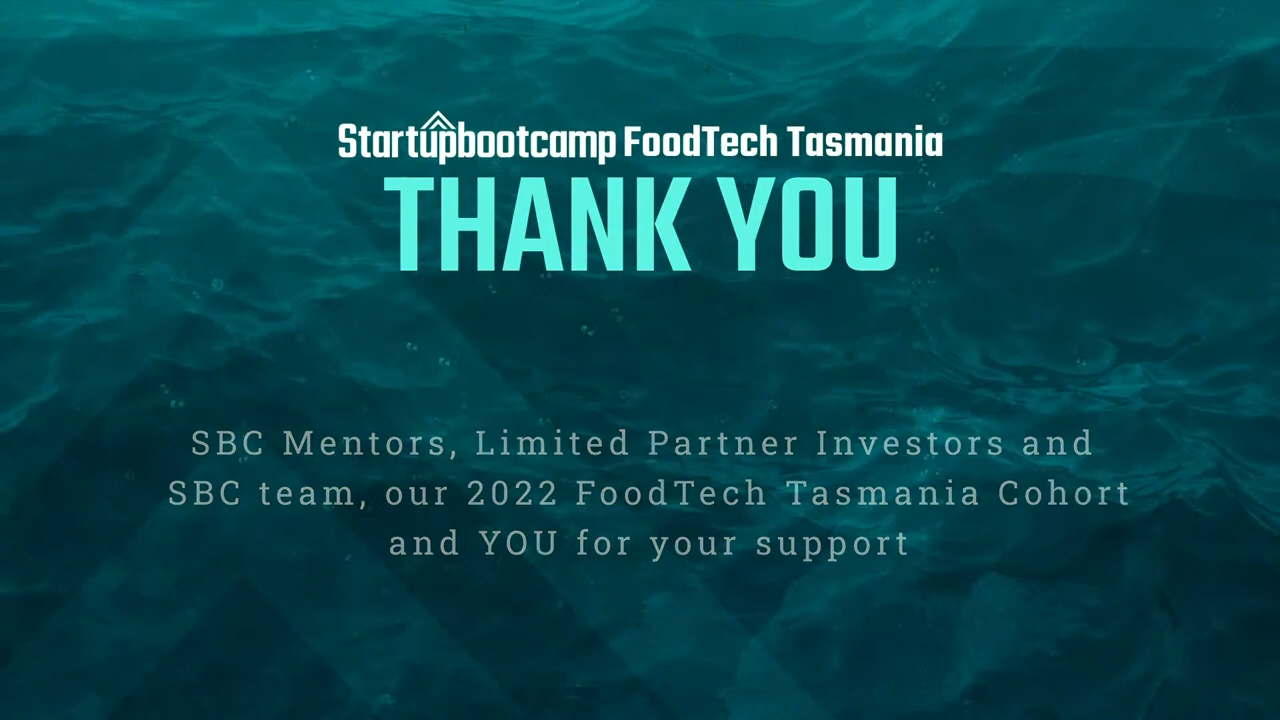 Startupbootcamp FoodTech Tasmania
THANK YOU
SBC Mentors, Limited Partner Investors and
SBC team, our 2022 FoodTech Tasmania Cohort
and YOU for your support